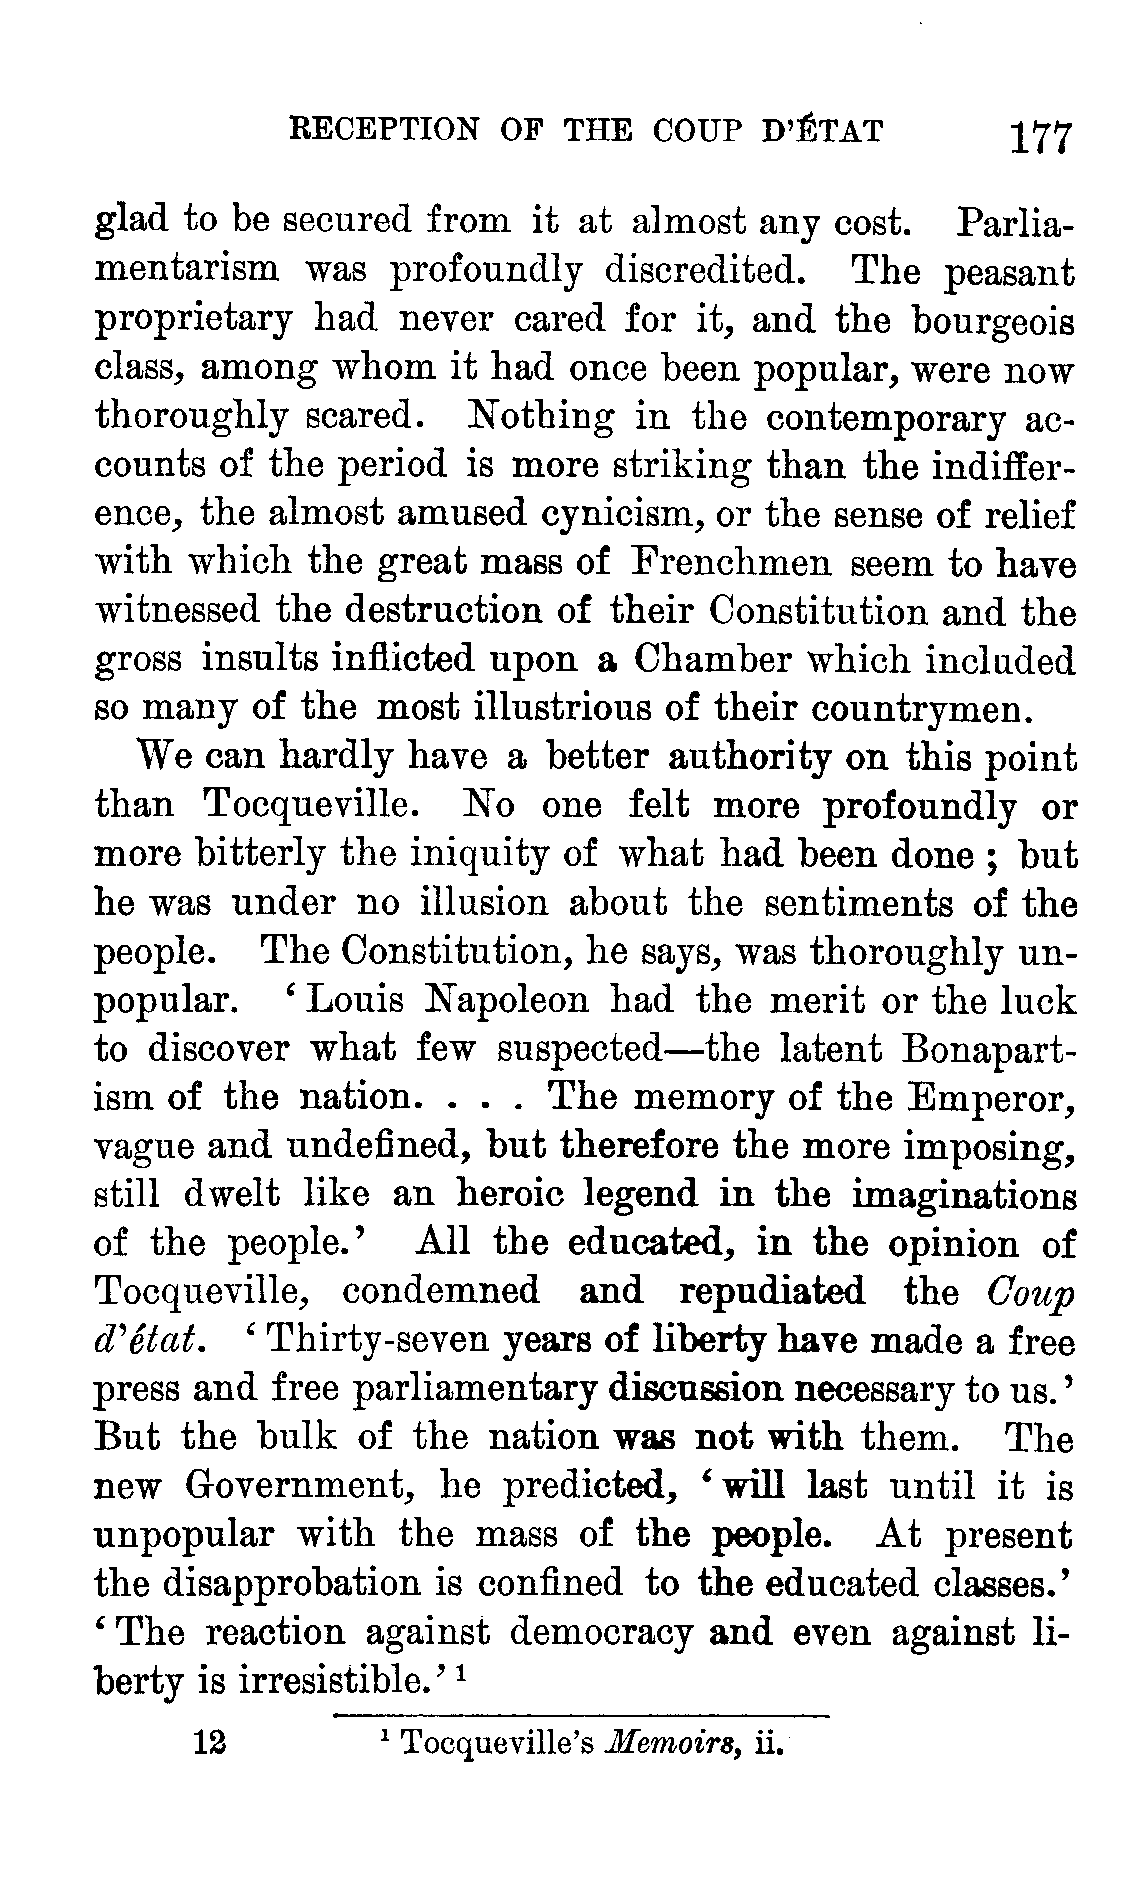 RECEPTION OF THE COUP D'ÉTAT 177
glad to be secured from it at almost any cost. Parlia-
mentarism was profoundly discredited. The peasant
proprietary had never cared for it, and the bourgeois
class, among whom it had once been popular, were now
thoroughly scared. Nothing in the contemporary ac-
counts of the period is more striking than the indiffer-
ence, the almost amused cynicism, or the sense of relief
with which the great mass of Frenchmen seem to have
witnessed the destruction of their Constitution and the
gross insults inflicted upon a Chamber which included
so many of the most illustrious of their countrymen.
We can hardly have a better authority on this point
than Tocqueville. No one felt more profoundly or
more bitterly the iniquity of what had been done ; but
he was under no illusion about the sentiments of the
people. The Constitution, he says, was thoroughly un-
popular. ‘ Louis Napoleon had the merit or the luck
to discover what few suspected—the latent Bonapart-
ism of the nation. . . . The memory of the Emperor,
vague and undefined, but therefore the more imposing,
still dwelt like an heroic legend in the imaginations
of the people.’ All the educated, in the opinion of
Tocqueville, condemned and repudiated the Coup
d'état. ‘ Thirty-seven years of liberty have made a free
press and free parliamentary discussion necessary to us.’
But the bulk of the nation was not with them. The
new Government, he predicted, ‘ will last until it is
unpopular with the mass of the people. At present
the disapprobation is confined to the educated classes.’
‘ The reaction against democracy and even against li-
berty is irresistible.’ ¹
12 ¹ Tocqueville's Memoirs, ii.